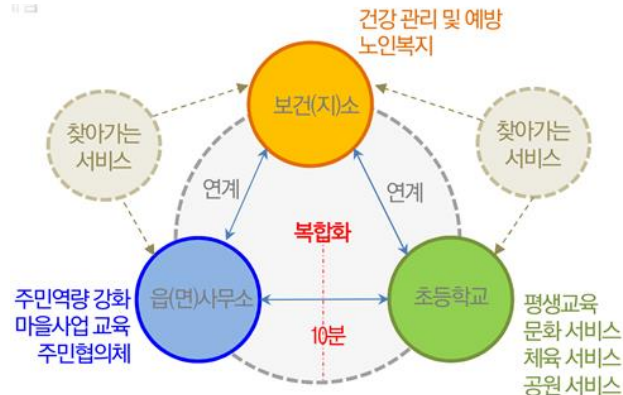 건강 관리 및 예방
노인복지
보건(지)소
찾아가는
서비스
찾아가는
서비스
연계
연계
복합화
읍(면)사무소
초등학교
주민역량 강화
마을사업 교육
주민협의체
10분
평생교육
문화 서비스
체육 서비스
공원 서비스